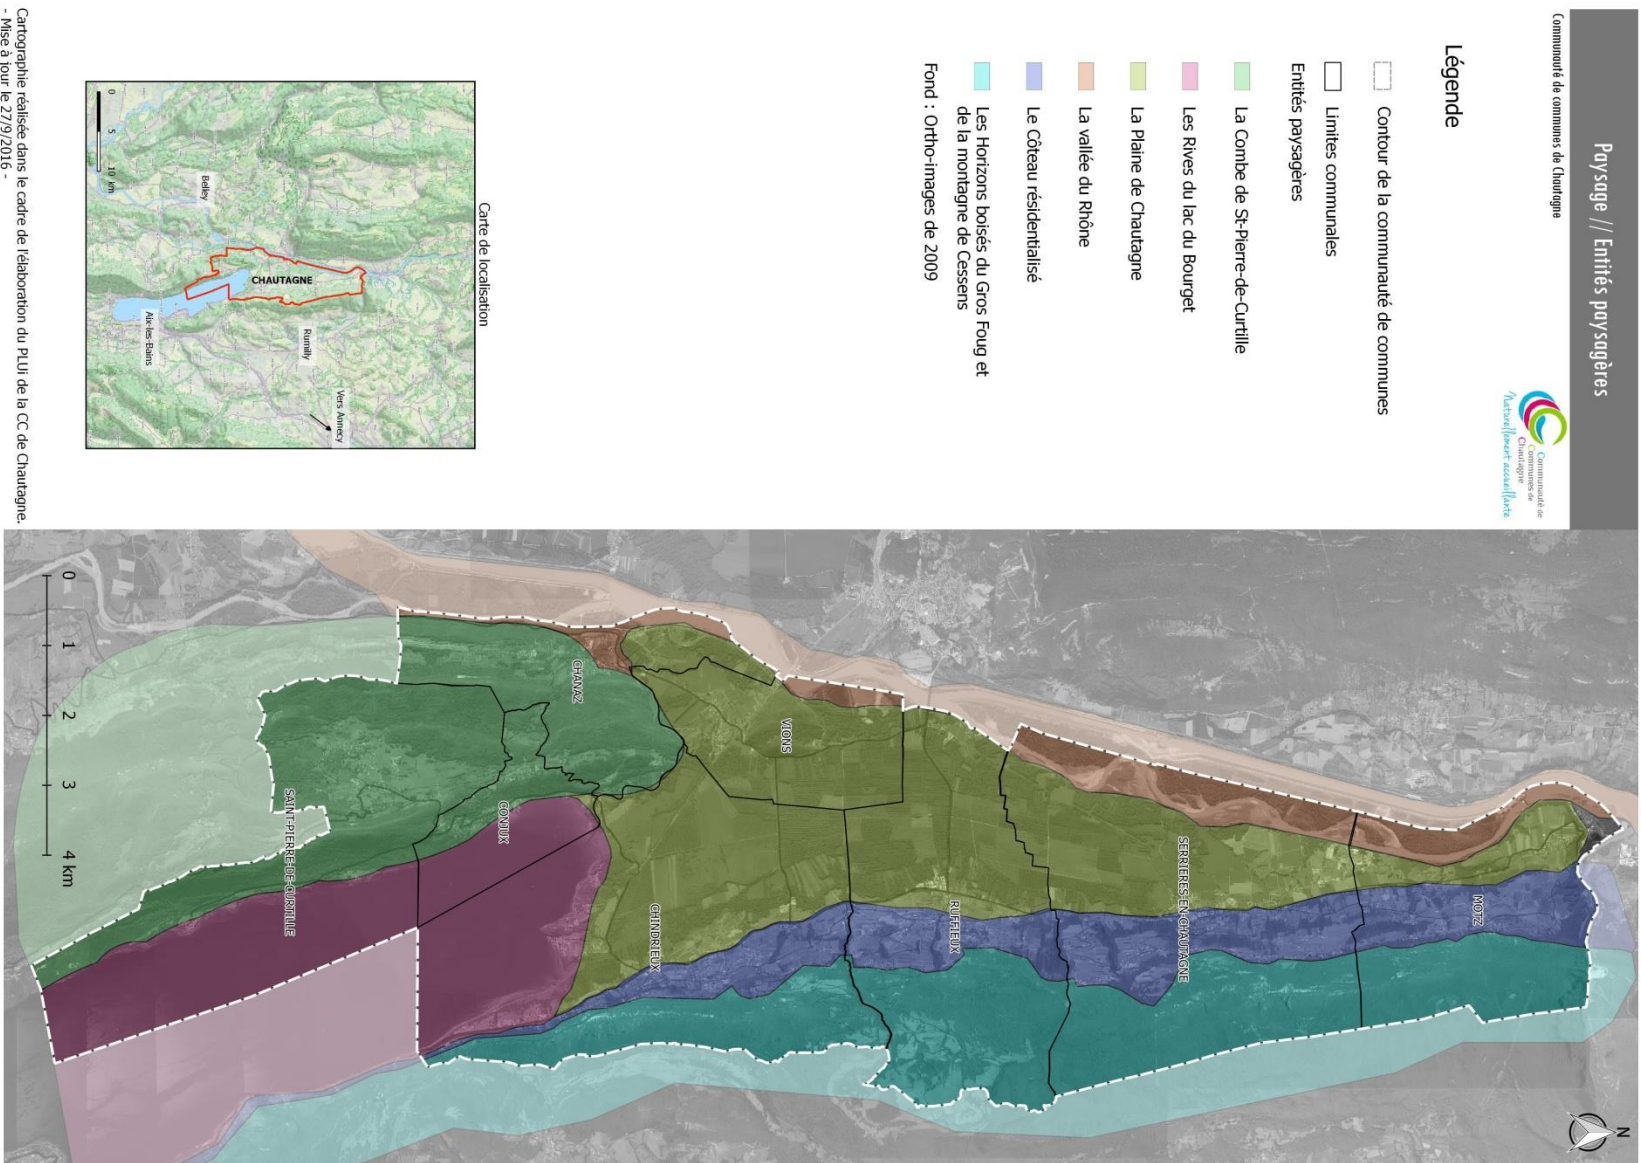 Paysage // Entités paysagères
Communauté de communes de Chautagne
Communauté de
Communes de
Chautagne
Naturellement accueillante
Légende
Contour de la communauté de communes
Limites communales
Entités paysagères
La Combe de St-Pierre-de-Curtille
Les Rives du lac du Bourget
La Plaine de Chautagne
La vallée du Rhône
Le Côteau résidentialisé
Les Horizons boisés du Gros Foug et
de la montagne de Cessens
Fond : Ortho-images de 2009
Carte de localisation
Vers Annecy
Rumilly
CHAUTAGNE
Belley
Aix-les-Bains
0 5 10 km
Cartographie réalisée dans le cadre de l'élaboration du PLUi de la CC de Chautagne.
- Mise à jour le 27/9/2016 -
N
MOTZ
SERRIERES-EN-CHAUTAGNE
RUFFIEUX
VIONS
CHINDRIEUX
CHANAZ
CONJUX
SAINT-PIERRE-DE-CURTILLE
0 1 2 3 4 km